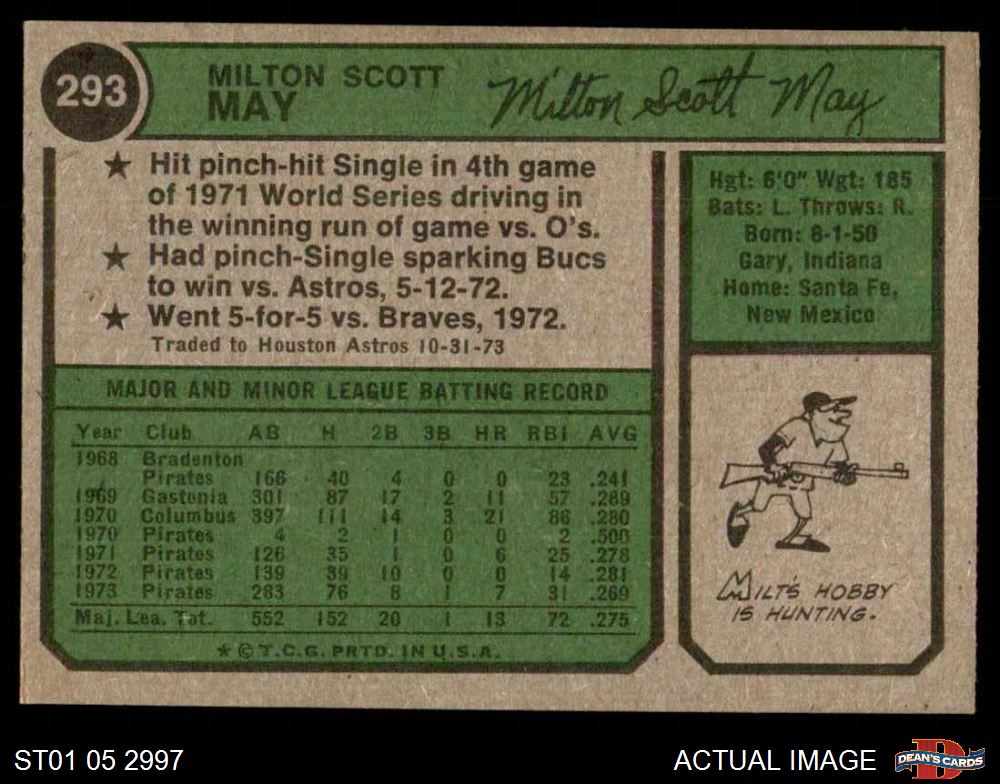 293
MILTON SCOTT
MAY
Milton Scott May
★ Hit pinch-hit Single in 4th game
of 1971 World Series driving in
the winning run of game vs. O's.
★ Had pinch-Single sparking Bucs
to win vs. Astros, 5-12-72.
★ Went 5-for-5 vs. Braves, 1972.
Traded to Houston Astros 10-31-73
Hgt: 6'0" Wgt: 185
Bats: L. Throws: R.
Born: 8-1-50
Gary, Indiana
Home: Santa Fe,
New Mexico
MAJOR AND MINOR LEAGUE BATTING RECORD
Year Club AB H 2B 3B HR RBI AVG
1968 Bradenton
Pirates 166 40 4 0 0 23 .241
1969 Gastonia 301 87 17 2 11 57 .289
1970 Columbus 397 111 14 3 21 86 .280
1970 Pirates 4 2 1 0 0 2 .500
1971 Pirates 126 35 1 0 6 25 .278
1972 Pirates 139 39 10 0 0 14 .281
1973 Pirates 283 76 8 1 7 31 .269
Maj. Lea. Tot. 552 152 20 1 13 72 .275
★ © T.C.G. PRTD. IN U.S.A.
MILT'S HOBBY
IS HUNTING.
ST01 05 2997
ACTUAL IMAGE
D
DEAN'S CARDS